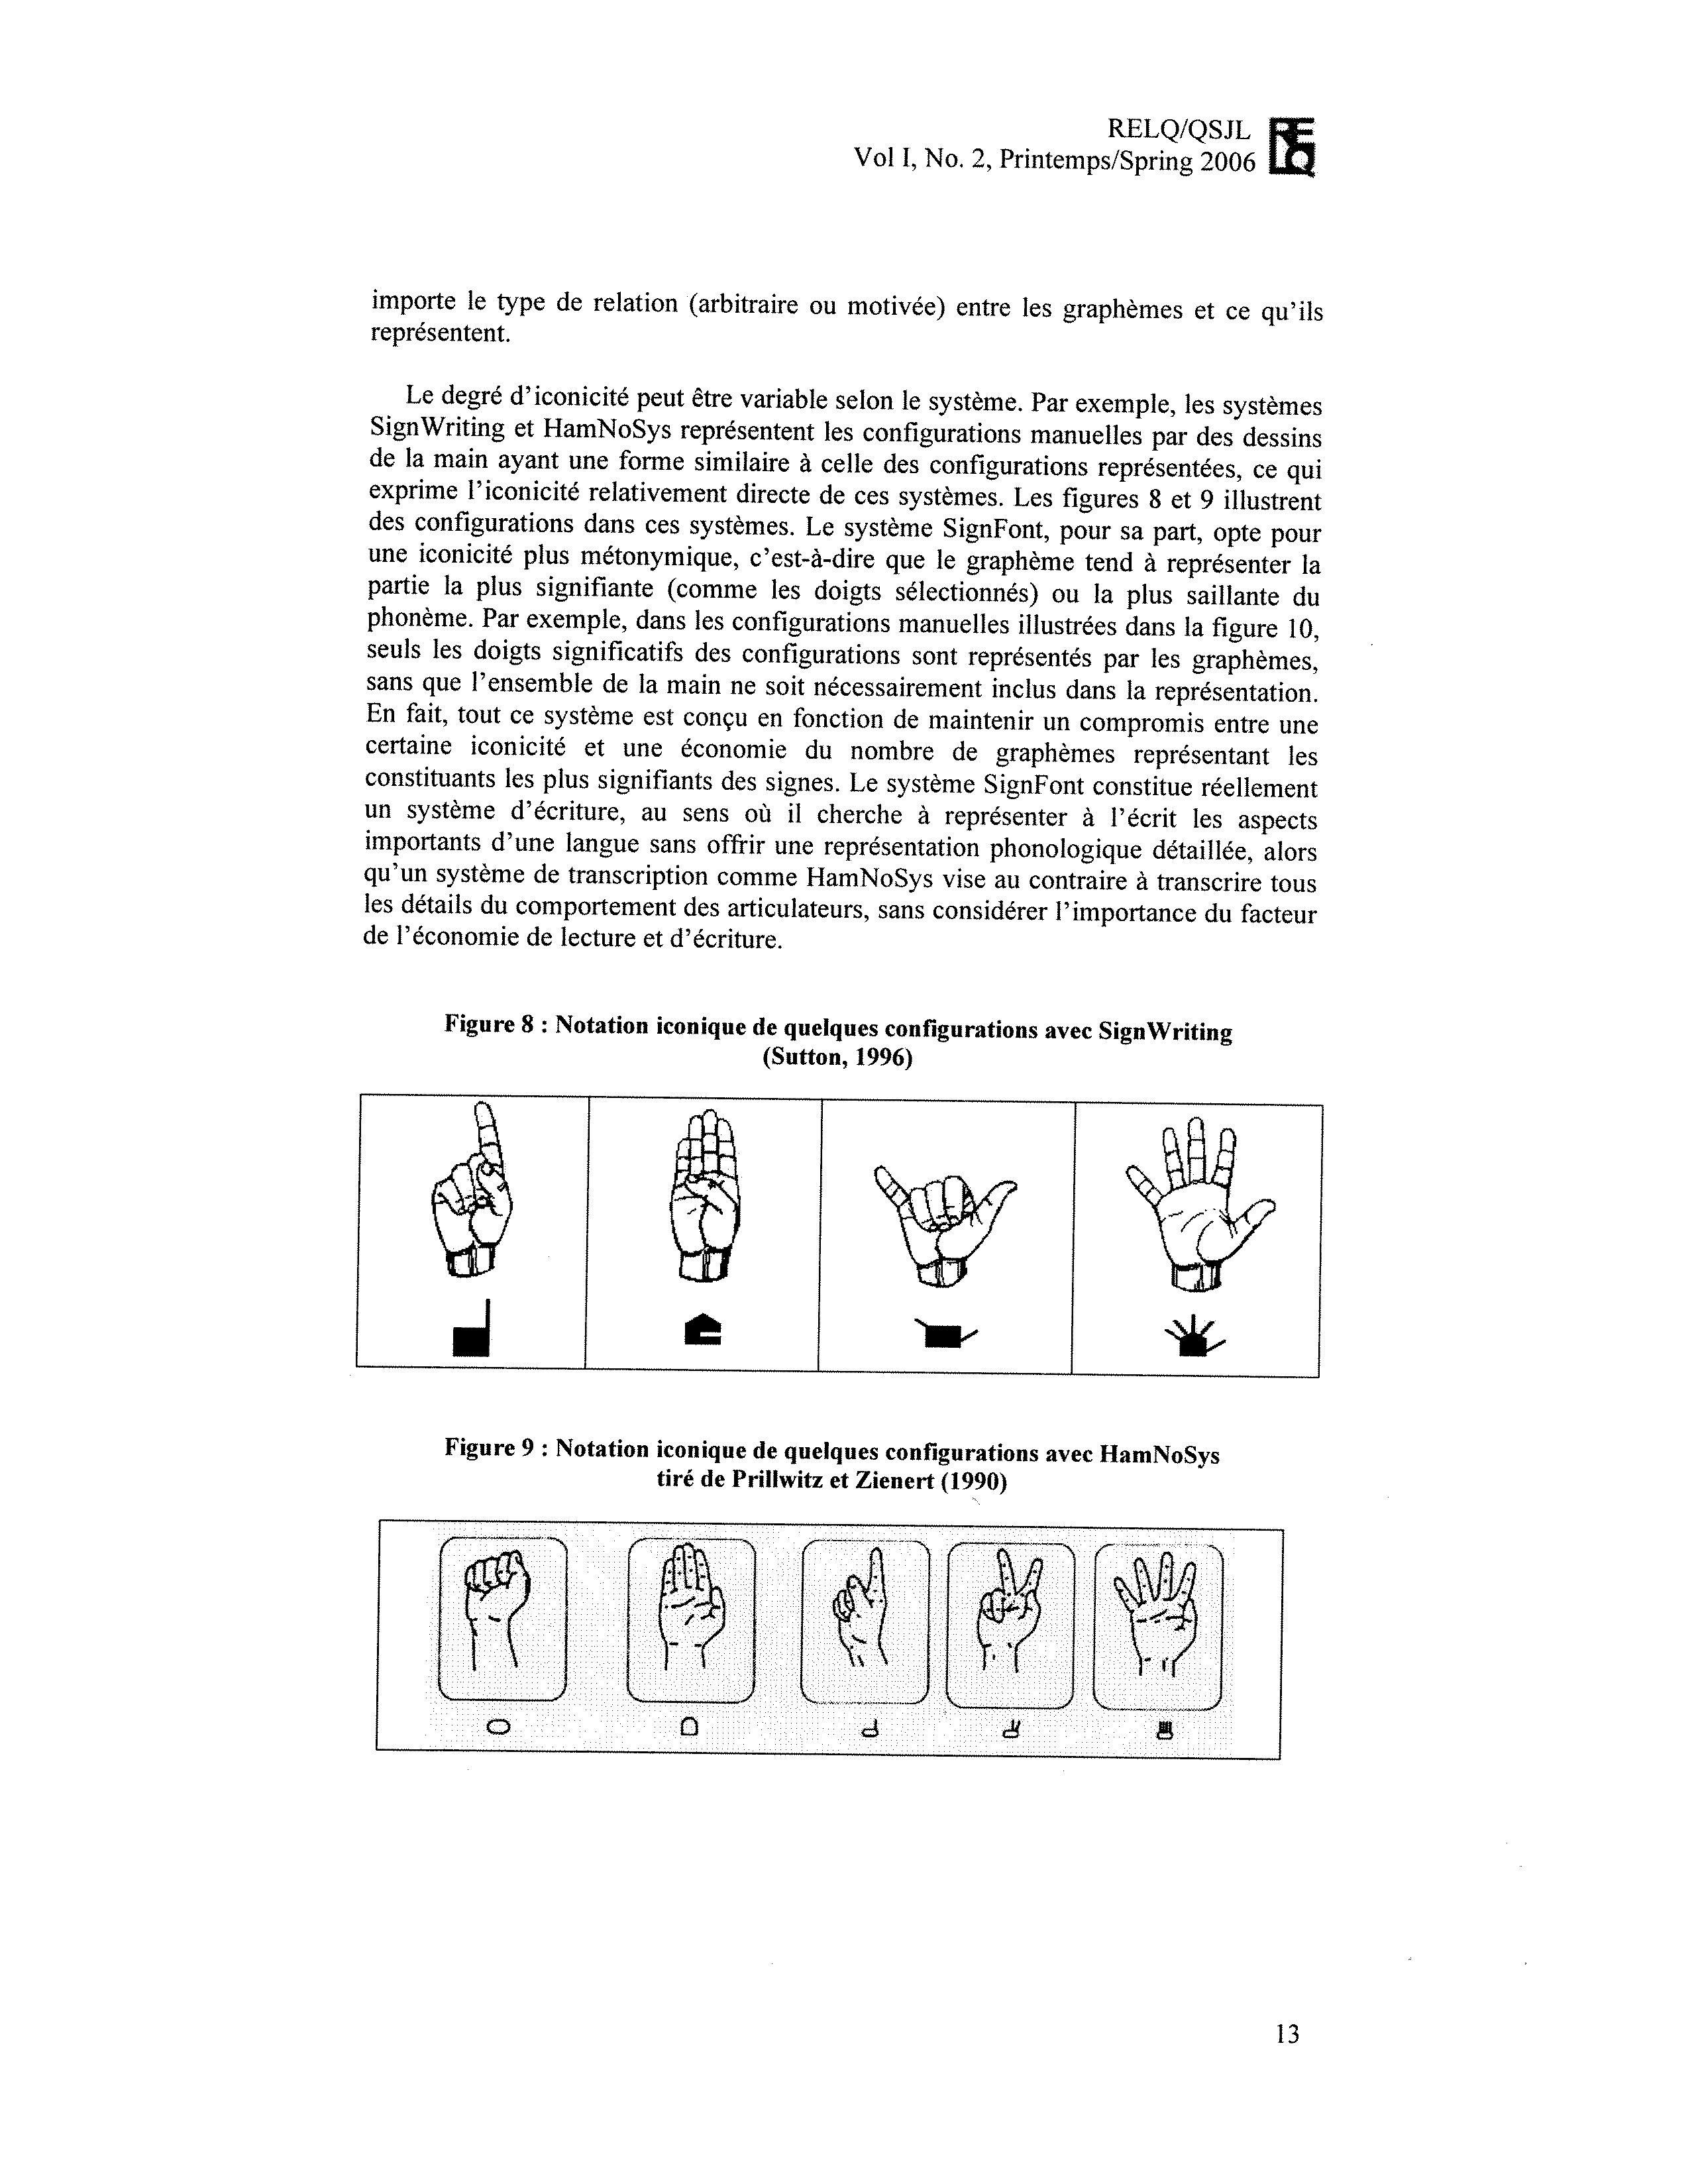 RELQ/QSJL
Vol I, No. 2, Printemps/Spring 2006
RELQ
importe le type de relation (arbitraire ou motivée) entre les graphèmes et ce qu'ils
représentent.
Le degré d'iconicité peut être variable selon le système. Par exemple, les systèmes
SignWriting et HamNoSys représentent les configurations manuelles par des dessins
de la main ayant une forme similaire à celle des configurations représentées, ce qui
exprime l'iconicité relativement directe de ces systèmes. Les figures 8 et 9 illustrent
des configurations dans ces systèmes. Le système SignFont, pour sa part, opte pour
une iconicité plus métonymique, c'est-à-dire que le graphème tend à représenter la
partie la plus signifiante (comme les doigts sélectionnés) ou la plus saillante du
phonème. Par exemple, dans les configurations manuelles illustrées dans la figure 10,
seuls les doigts significatifs des configurations sont représentés par les graphèmes,
sans que l'ensemble de la main ne soit nécessairement inclus dans la représentation.
En fait, tout ce système est conçu en fonction de maintenir un compromis entre une
certaine iconicité et une économie du nombre de graphèmes représentant les
constituants les plus signifiants des signes. Le système SignFont constitue réellement
un système d'écriture, au sens où il cherche à représenter à l'écrit les aspects
importants d'une langue sans offrir une représentation phonologique détaillée, alors
qu'un système de transcription comme HamNoSys vise au contraire à transcrire tous
les détails du comportement des articulateurs, sans considérer l'importance du facteur
de l'économie de lecture et d'écriture.
Figure 8 : Notation iconique de quelques configurations avec SignWriting
(Sutton, 1996)
Figure 9 : Notation iconique de quelques configurations avec HamNoSys
tiré de Prillwitz et Zienert (1990)
13